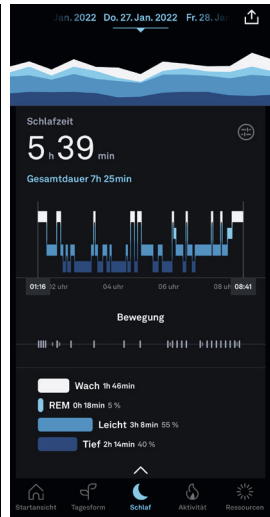 Jan. 2022 Do. 27. Jan. 2022 Fr. 28. Jan
Schlafzeit
5 h 39 min
Gesamtdauer 7h 25min
01:16 02 uhr 04 uhr 06 uhr 08 uh 08:41
Bewegung
Wach 1h 46min
REM 0h 18min 5 %
Leicht 3h 8min 55 %
Tief 2h 14min 40 %
Startansicht Tagesform Schlaf Aktivität Ressourcen